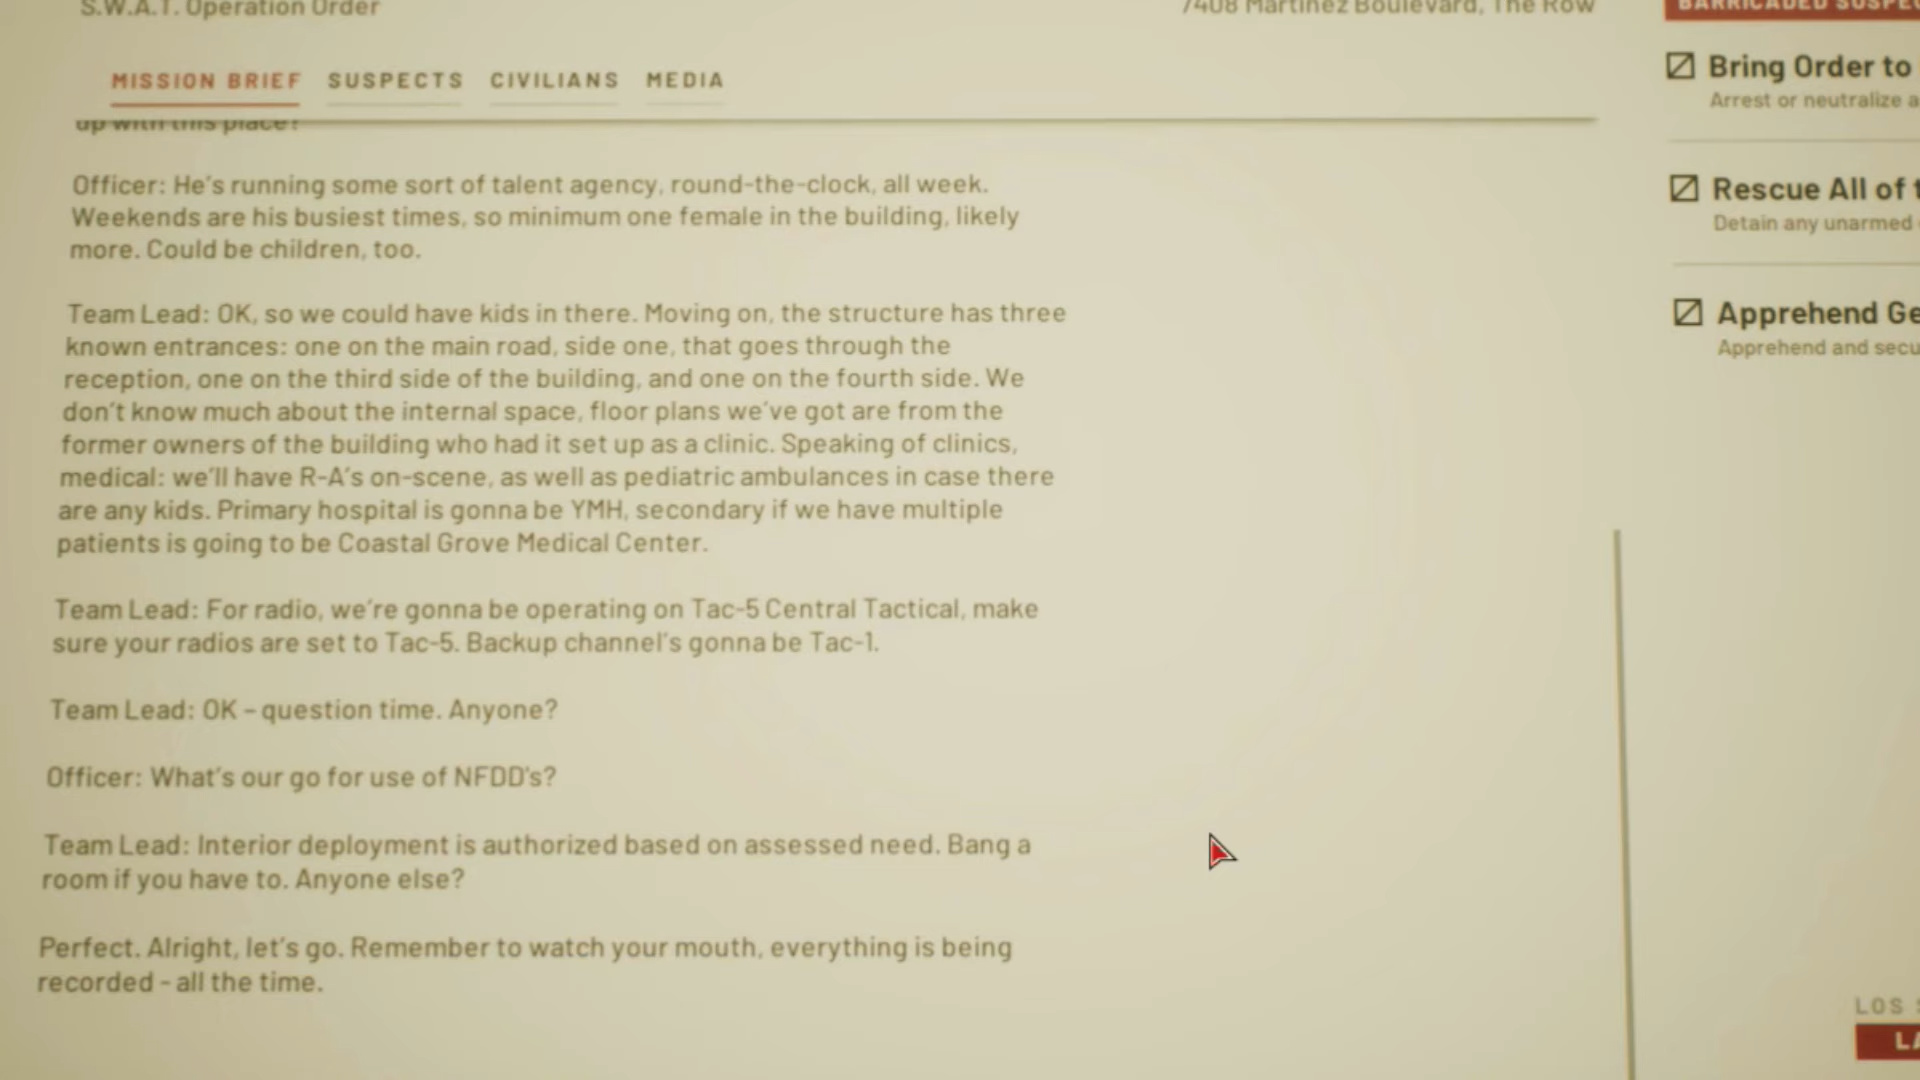 S.W.A.T. Operation Order
7408 Martinez Boulevard, The Row
MISSION BRIEF SUSPECTS CIVILIANS MEDIA
up with this place?
Officer: He's running some sort of talent agency, round-the-clock, all week.
Weekends are his busiest times, so minimum one female in the building, likely
more. Could be children, too.
Team Lead: OK, so we could have kids in there. Moving on, the structure has three
known entrances: one on the main road, side one, that goes through the
reception, one on the third side of the building, and one on the fourth side. We
don't know much about the internal space, floor plans we've got are from the
former owners of the building who had it set up as a clinic. Speaking of clinics,
medical: we'll have R-A's on-scene, as well as pediatric ambulances in case there
are any kids. Primary hospital is gonna be YMH, secondary if we have multiple
patients is going to be Coastal Grove Medical Center.
Team Lead: For radio, we're gonna be operating on Tac-5 Central Tactical, make
sure your radios are set to Tac-5. Backup channel's gonna be Tac-1.
Team Lead: OK – question time. Anyone?
Officer: What's our go for use of NFDD's?
Team Lead: Interior deployment is authorized based on assessed need. Bang a
room if you have to. Anyone else?
Perfect. Alright, let's go. Remember to watch your mouth, everything is being
recorded - all the time.
BARRICADED
Bring Order to
Arrest or neutralize a
Rescue All of t
Detain any unarmed
Apprehend Ge
Apprehend and secu
LOS
LA